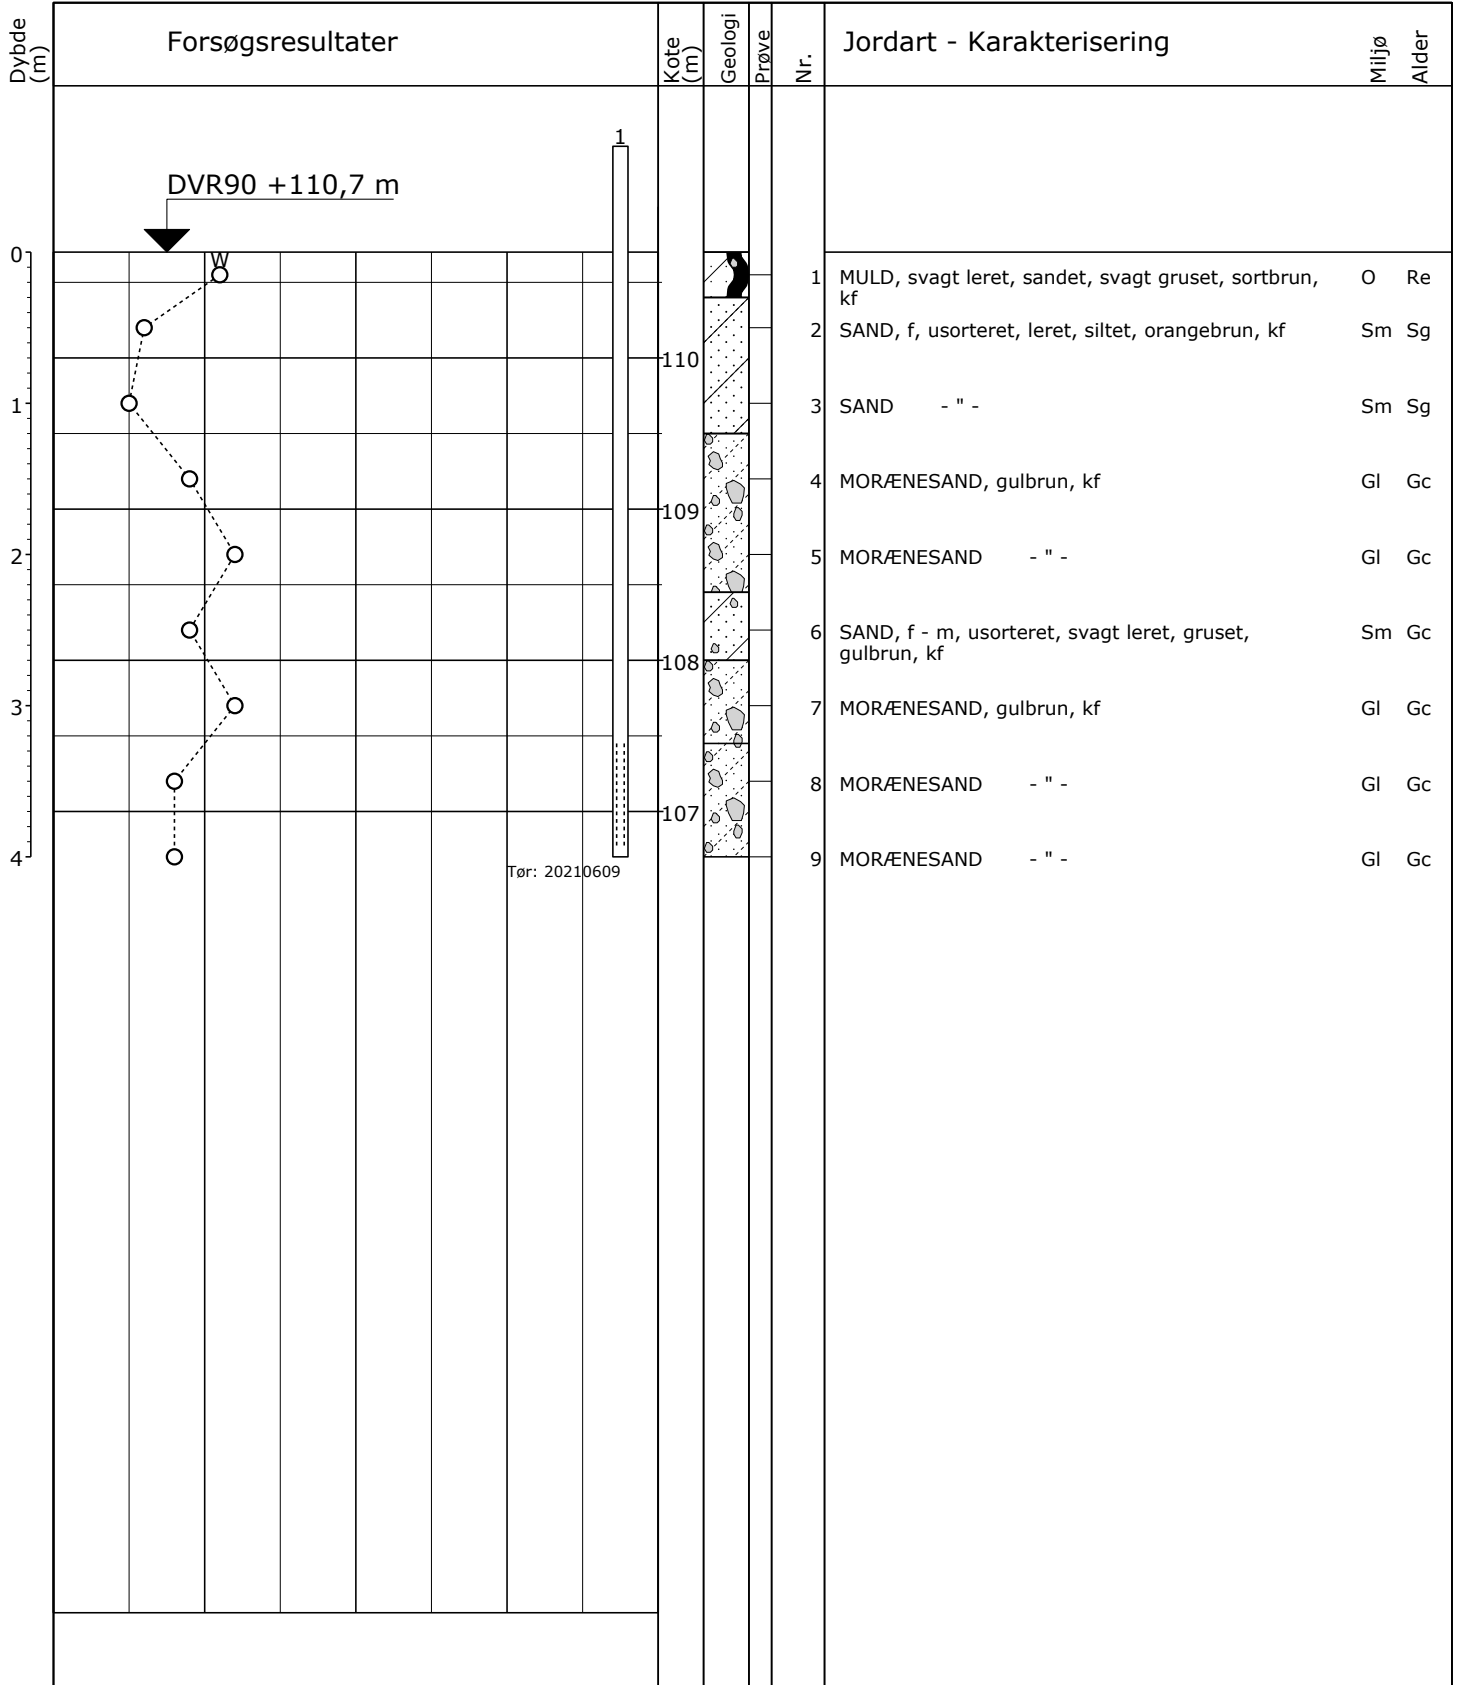 Dybde
(m)
Forsøgsresultater
Kote
(m)
Geologi
Prøve
Nr.
Jordart - Karakterisering
Miljø
Alder
1
DVR90 +110,7 m
0
W
1 MULD, svagt leret, sandet, svagt gruset, sortbrun, O Re
kf
2 SAND, f, usorteret, leret, siltet, orangebrun, kf Sm Sg
110
1
3 SAND - " - Sm Sg
4 MORÆNESAND, gulbrun, kf Gl Gc
109
2
5 MORÆNESAND - " - Gl Gc
6 SAND, f - m, usorteret, svagt leret, gruset, Sm Gc
gulbrun, kf
108
3
7 MORÆNESAND, gulbrun, kf Gl Gc
8 MORÆNESAND - " - Gl Gc
107
4
9 MORÆNESAND - " - Gl Gc
Tør: 20210609